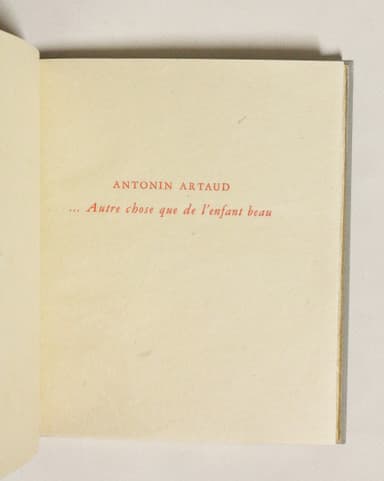 ANTONIN ARTAUD
... Autre chose que de l'enfant beau